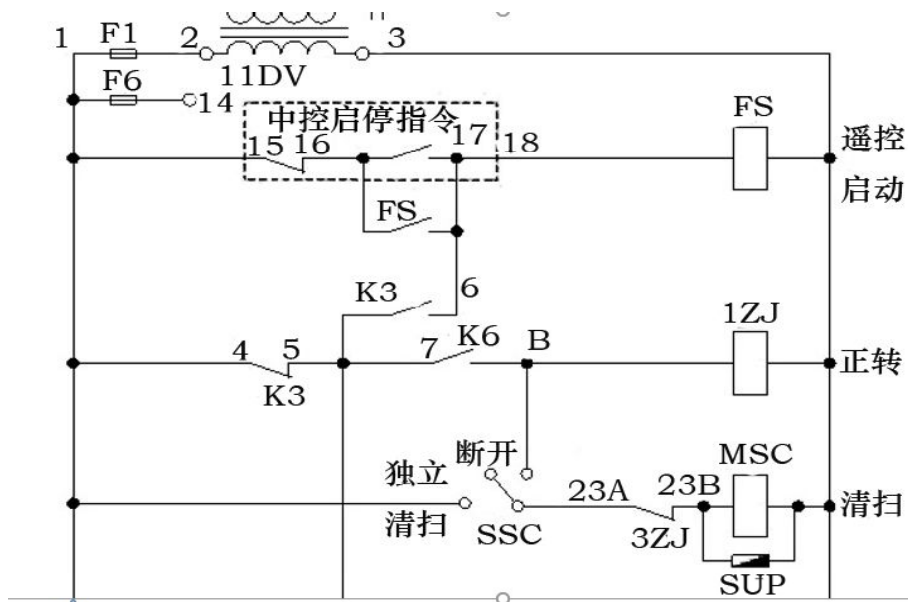 1
F1
2
3
11DV
F6
14
中控启停指令
15
16
17
18
FS
遥控
启动
FS
K3
6
1ZJ
4
5
7
K6
B
正转
K3
断开
MSC
独立
清扫
23A
23B
清扫
SSC
3ZJ
SUP